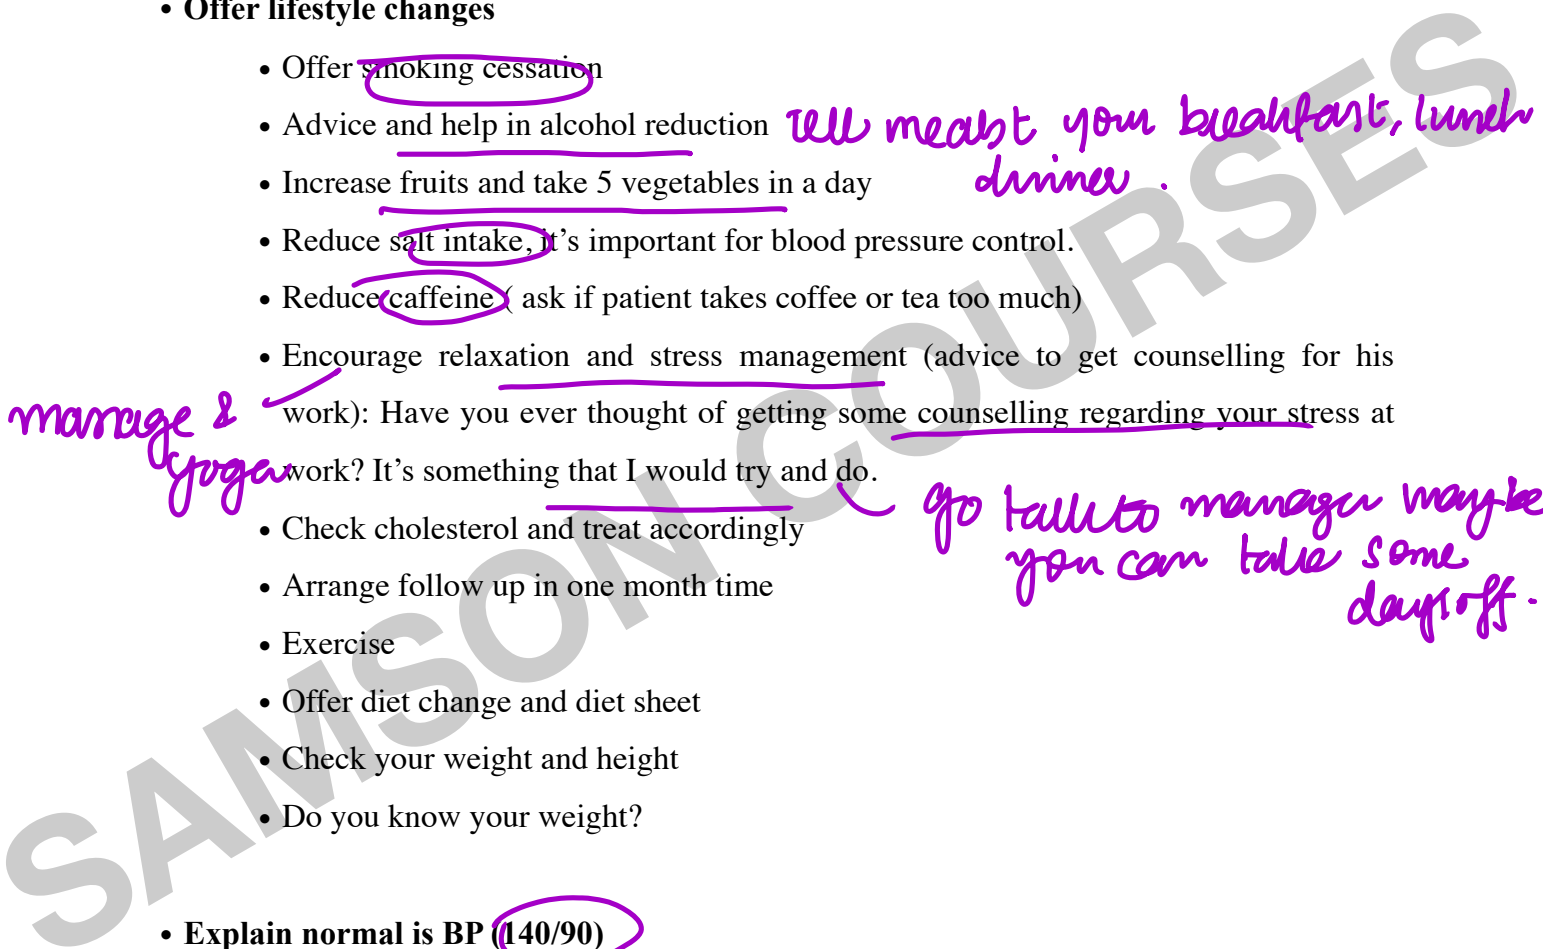 • Offer lifestyle changes
• Offer smoking cessation
• Advice and help in alcohol reduction
Tell me abt your breakfast, lunch
dinner.
• Increase fruits and take 5 vegetables in a day
• Reduce salt intake, it's important for blood pressure control.
• Reduce caffeine ( ask if patient takes coffee or tea too much)
• Encourage relaxation and stress management (advice to get counselling for his
work): Have you ever thought of getting some counselling regarding your stress at
work? It's something that I would try and do.
&
yoga
go talk to manager maybe
you can take some
days off.
• Check cholesterol and treat accordingly
• Arrange follow up in one month time
• Exercise
• Offer diet change and diet sheet
• Check your weight and height
• Do you know your weight?
• Explain normal is BP (140/90)
SAMSON COURSES